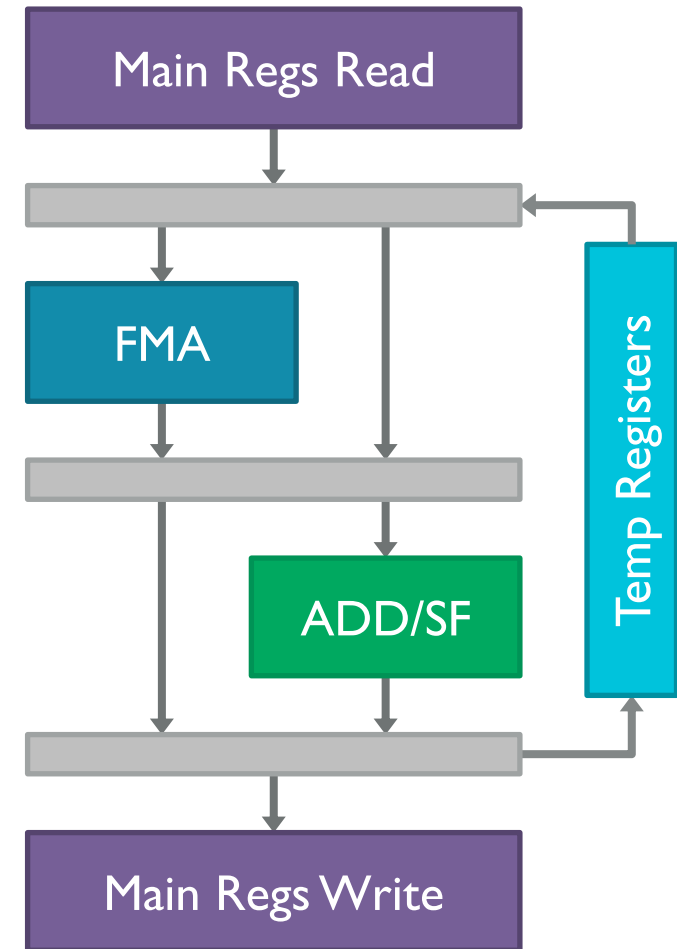 Main Regs Read
FMA
Temp Registers
ADD/SF
Main Regs Write